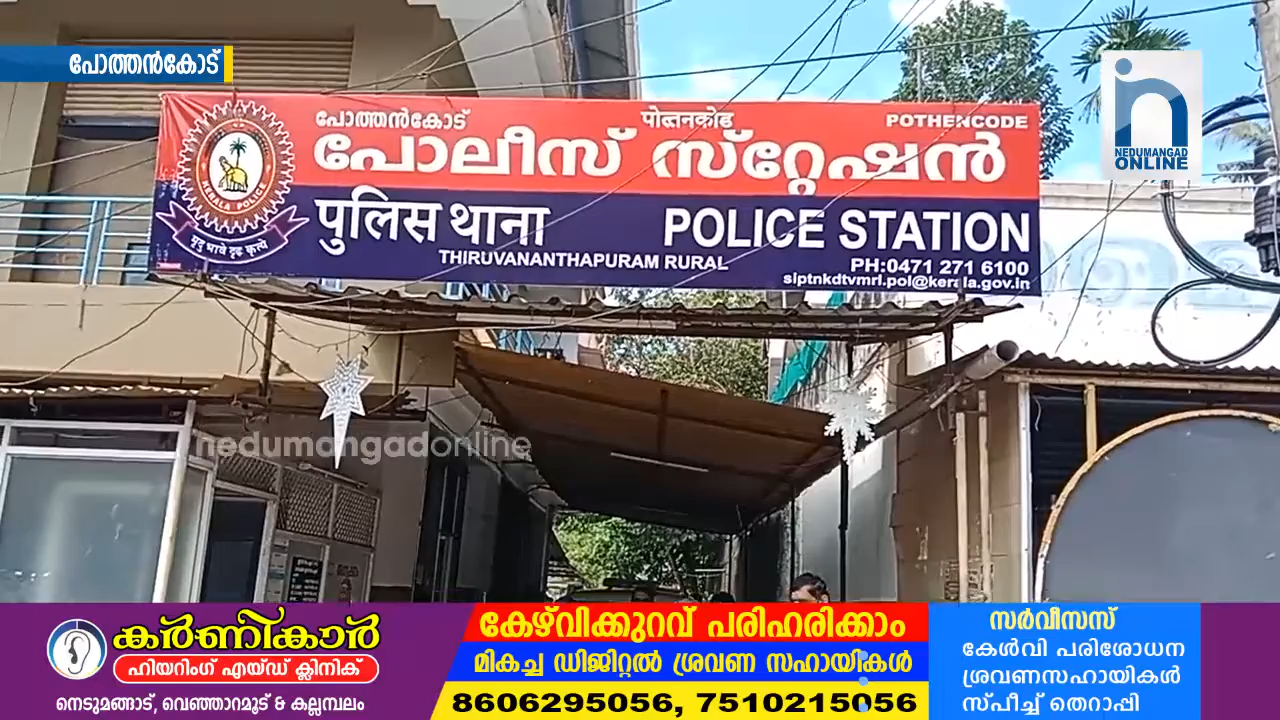 പോത്തൻകോട്
NEDUMANGAD
ONLINE
പോത്തൻകോട് पोत्तनकोड POTHENCODE
പോലീസ് സ്റ്റേഷൻ
KERALA POLICE
मृदु भावे दृढ कृत्ये
पुलिस थाना POLICE STATION
THIRUVANANTHAPURAM RURAL
PH:0471 271 6100
siptnkdtvmrl.pol@kerala.gov.in
nedumangadonline
കർണികാർ
ഹിയറിംഗ് എയ്ഡ് ക്ലിനിക്
നെടുമങ്ങാട്, വെഞ്ഞാറമൂട് & കല്ലമ്പലം
കേഴ്‌വിക്കുറവ് പരിഹരിക്കാം
മികച്ച ഡിജിറ്റൽ ശ്രവണ സഹായികൾ
8606295056, 7510215056
സർവീസസ്
കേൾവി പരിശോധന
ശ്രവണസഹായികൾ
സ്പീച്ച് തെറാപ്പി